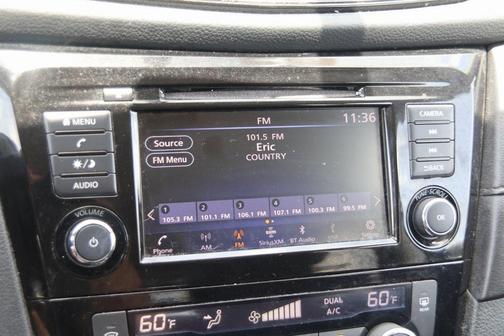 FM 11:36
MENU
AUDIO
VOLUME
Source
FM Menu
101.5 FM
Eric
COUNTRY
1 2 3 4 5 6
105.3 FM 101.1 FM 106.1 FM 107.1 FM 100.3 FM 99.5 FM
Phone AM FM SiriusXM BT Audio
CAMERA
BACK
TUNE·SCROLL
OK
60°F DUAL 60°F
A/C
REAR